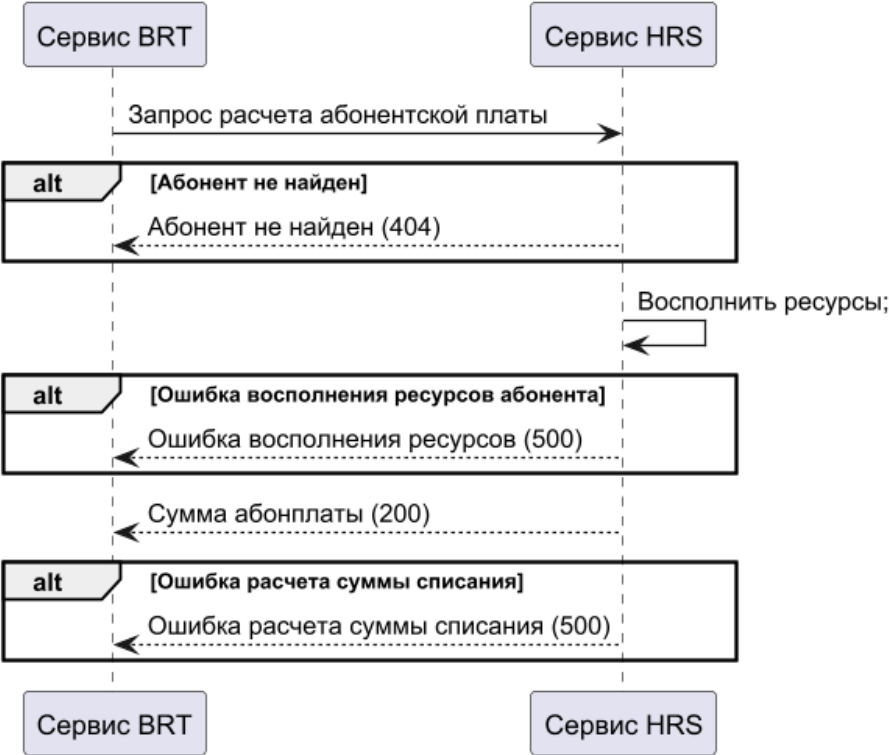 Сервис BRT
Сервис HRS
Запрос расчета абонентской платы
alt
[Абонент не найден]
Абонент не найден (404)
Восполнить ресурсы;
alt
[Ошибка восполнения ресурсов абонента]
Ошибка восполнения ресурсов (500)
Сумма абонплаты (200)
alt
[Ошибка расчета суммы списания]
Ошибка расчета суммы списания (500)
Сервис BRT
Сервис HRS